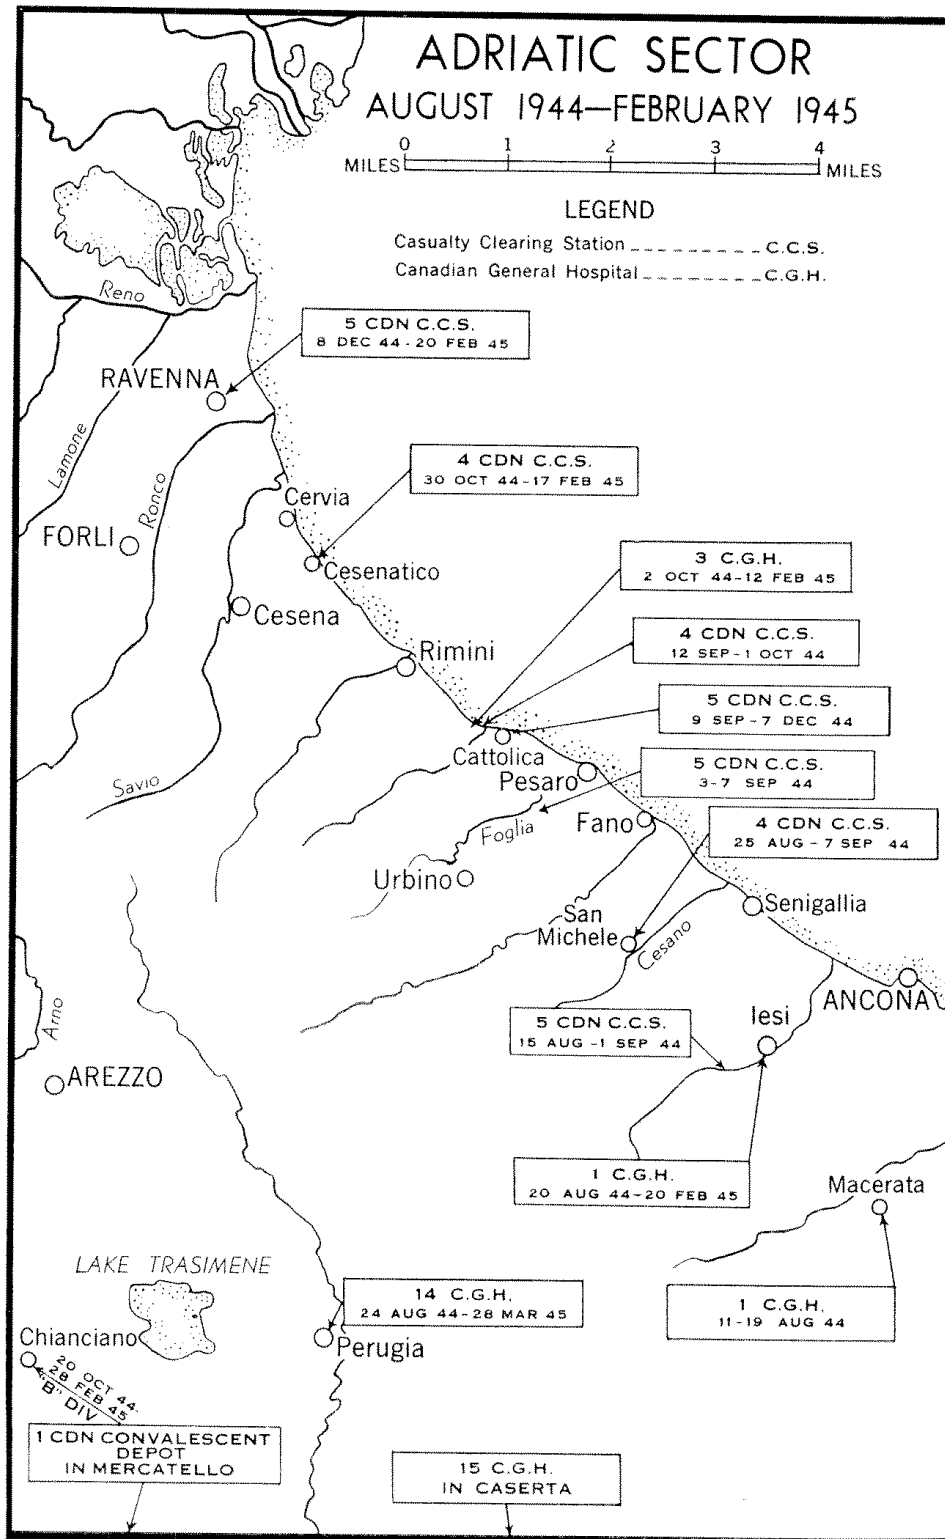 ADRIATIC SECTOR
AUGUST 1944—FEBRUARY 1945
0 1 2 3 4
MILES MILES
LEGEND
Casualty Clearing Station _ _ _ _ _ _ _ _ C.C.S.
Canadian General Hospital _ _ _ _ _ _ _ C.G.H.
Reno
5 CDN C.C.S.
8 DEC 44-20 FEB 45
RAVENNA
Lamone
Ronco
4 CDN C.C.S.
30 OCT 44-17 FEB 45
Cervia
FORLI
Cesenatico
3 C.G.H.
2 OCT 44-12 FEB 45
Cesena
4 CDN C.C.S.
12 SEP-1 OCT 44
Rimini
5 CDN C.C.S.
9 SEP-7 DEC 44
Cattolica
Savio
Pesaro
5 CDN C.C.S.
3-7 SEP 44
Foglia
Fano
4 CDN C.C.S.
25 AUG-7 SEP 44
Urbino
San
Michele
Cesano
Senigallia
Arno
ANCONA
5 CDN C.C.S.
15 AUG-1 SEP 44
Iesi
AREZZO
1 C.G.H.
20 AUG 44-20 FEB 45
Macerata
LAKE TRASIMENE
14 C.G.H.
24 AUG 44-28 MAR 45
1 C.G.H.
11-19 AUG 44
Chianciano
Perugia
20 OCT 44-
28 FEB 45
"B" DIV
1 CDN CONVALESCENT
DEPOT
IN MERCATELLO
15 C.G.H.
IN CASERTA